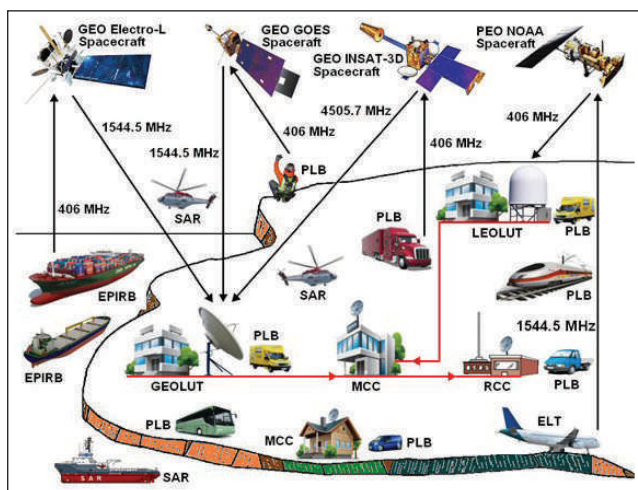 GEO Electro-L
Spacecraft
GEO GOES
Spaceraft
GEO INSAT-3D
Spacecraft
PEO NOAA
Spacecraft
1544.5 MHz
1544.5 MHz
406 MHz
4505.7 MHz
406 MHz
406 MHz
PLB
SAR
406 MHz
PLB
LEOLUT
PLB
EPIRB
SAR
PLB
1544.5 MHz
PLB
EPIRB
GEOLUT
MCC
RCC
PLB
PLB
MCC
PLB
ELT
SAR
SAR